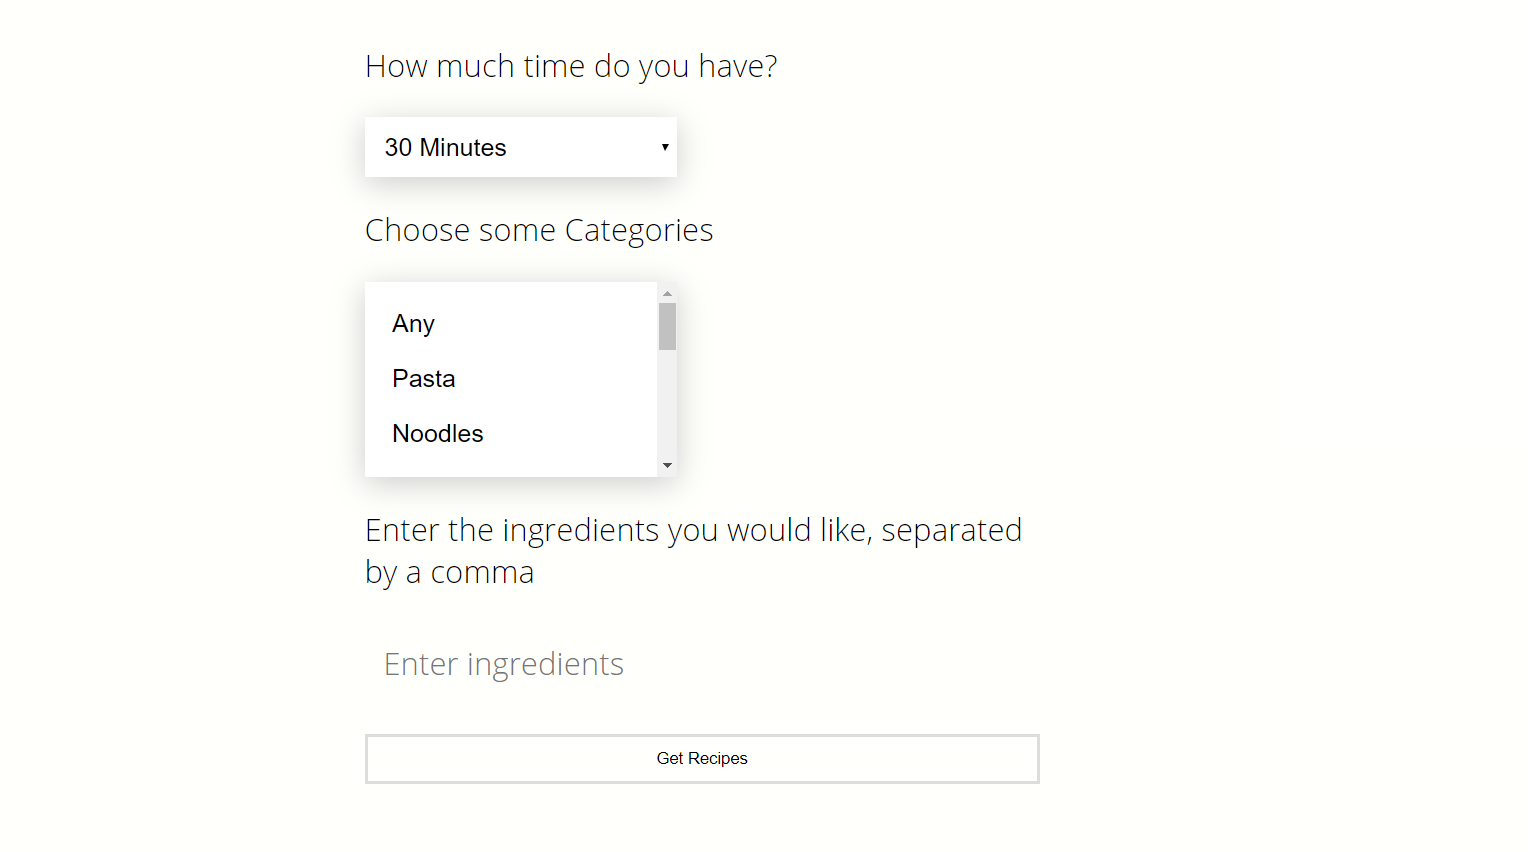 How much time do you have?
30 Minutes
Choose some Categories
Any
Pasta
Noodles
Enter the ingredients you would like, separated
by a comma
Enter ingredients
Get Recipes